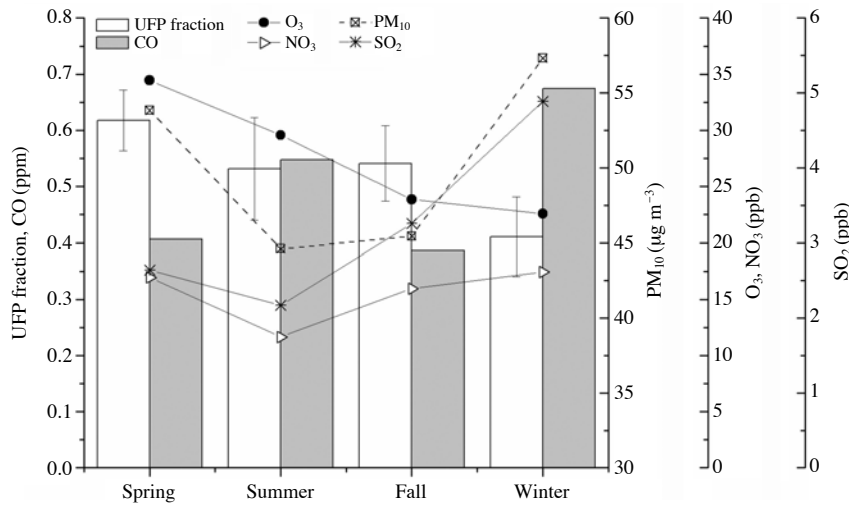 UFP fraction
CO
O₃
NO₃
PM₁₀
SO₂
UFP fraction, CO (ppm)
0.8
0.7
0.6
0.5
0.4
0.3
0.2
0.1
0.0
Spring
Summer
Fall
Winter
60
55
50
45
40
35
30
PM₁₀ (μg m⁻³)
40
35
30
25
20
15
10
5
0
O₃, NO₃ (ppb)
6
5
4
3
2
1
0
SO₂ (ppb)